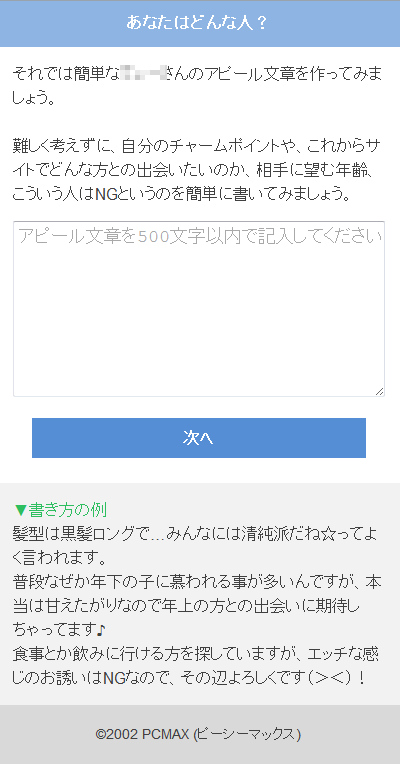 あなたはどんな人？
それでは簡単な さんのアピール文章を作ってみま
しょう。
難しく考えずに、自分のチャームポイントや、これからサ
イトでどんな方との出会いたいのか、相手に望む年齢、
こういう人はNGというのを簡単に書いてみましょう。
アピール文章を500文字以内で記入してください
次へ
▼書き方の例
髪型は黒髪ロングで…みんなには清純派だね☆ってよ
く言われます。
普段なぜか年下の子に慕われる事が多いんですが、本
当は甘えたがりなので年上の方との出会いに期待し
ちゃってます♪
食事とか飲みに行ける方を探していますが、エッチな感
じのお誘いはNGなので、その辺よろしくです（＞＜）！
©2002 PCMAX (ピーシーマックス)